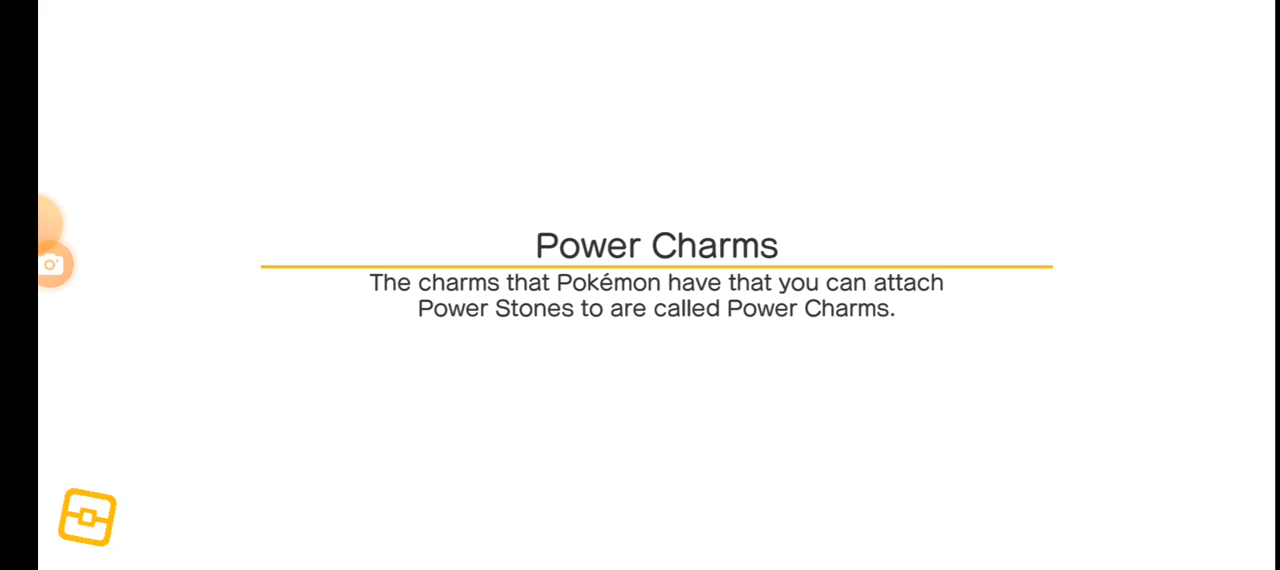 Power Charms
The charms that Pokémon have that you can attach
Power Stones to are called Power Charms.